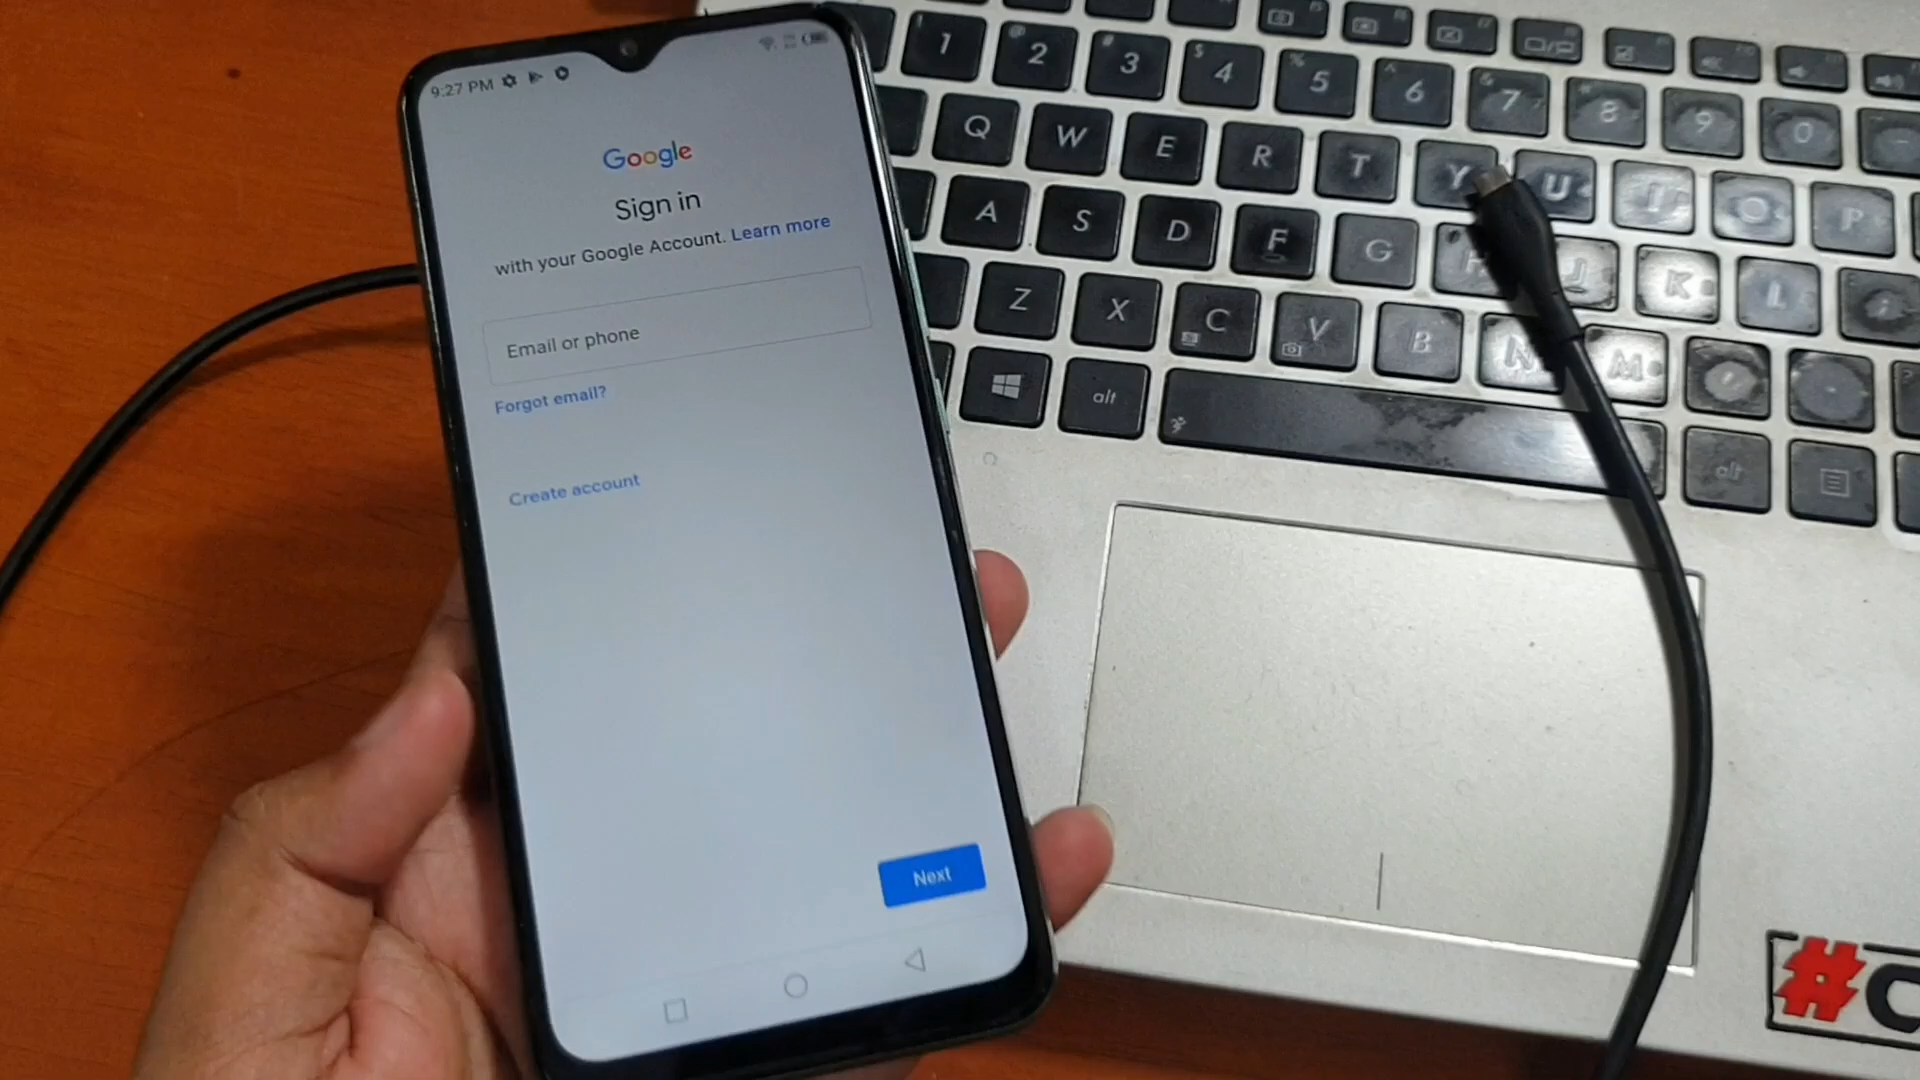 9:27 PM
Google
Sign in
with your Google Account. Learn more
Email or phone
Forgot email?
Create account
Next
1 2 3 4 5 6 7 8 9 0
Q W E R T Y U I O P
A S D F G H J K L
Z X C V B N M
alt
alt
#C